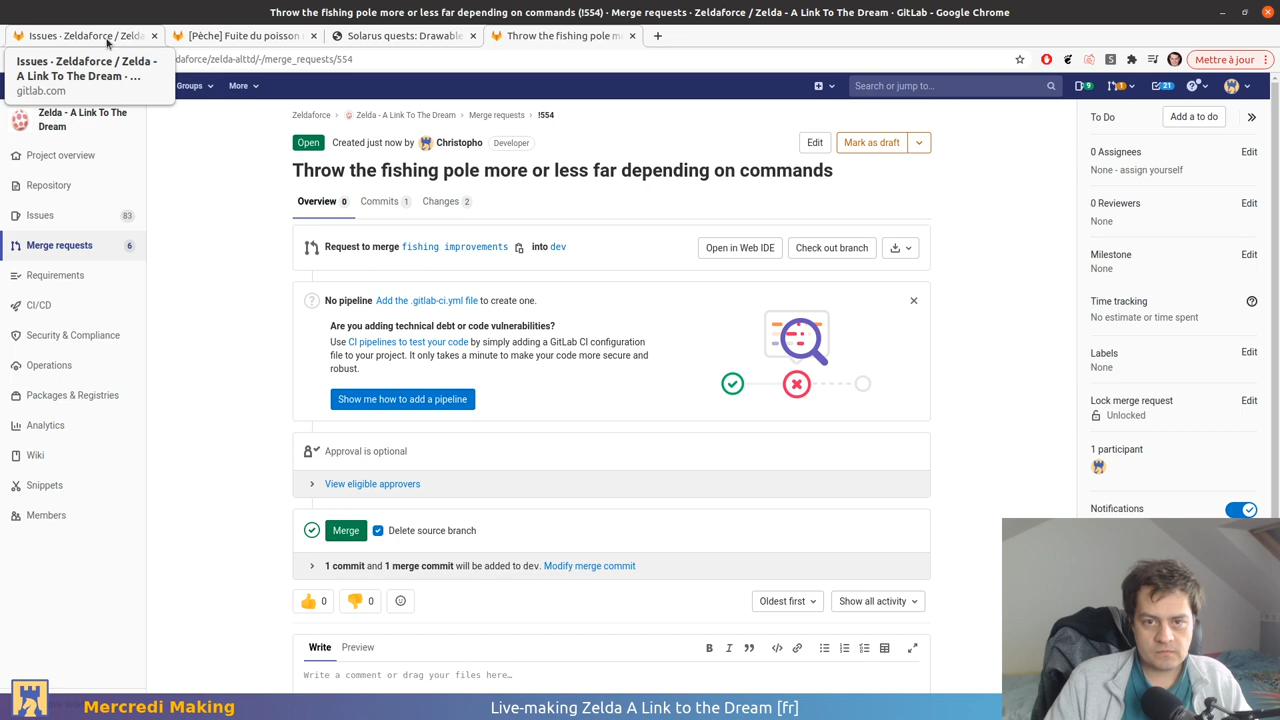 Throw the fishing pole more or less far depending on commands (!554) · Merge requests · Zeldaforce / Zelda - A Link To The Dream · GitLab - Google Chrome
Issues · Zeldaforce / Zelda
[Pêche] Fuite du poisson
Solarus quests: Drawable
Throw the fishing pole m
Issues · Zeldaforce / Zelda -
A Link To The Dream · ...
gitlab.com
daforce/zelda-alttd/-/merge_requests/554
Mettre à jour
Groups
More
Search or jump to...
9
1
21
Zelda - A Link To The
Dream
Project overview
Repository
Issues 83
Merge requests 6
Requirements
CI/CD
Security & Compliance
Operations
Packages & Registries
Analytics
Wiki
Snippets
Members
Zeldaforce > Zelda - A Link To The Dream > Merge requests > !554
Open Created just now by Christopho Developer
Edit
Mark as draft
Throw the fishing pole more or less far depending on commands
Overview 0 Commits 1 Changes 2
Request to merge fishing improvements into dev
Open in Web IDE
Check out branch
No pipeline Add the .gitlab-ci.yml file to create one.
Are you adding technical debt or code vulnerabilities?
Use CI pipelines to test your code by simply adding a GitLab CI configuration
file to your project. It only takes a minute to make your code more secure and
robust.
Show me how to add a pipeline
Approval is optional
View eligible approvers
Merge Delete source branch
1 commit and 1 merge commit will be added to dev. Modify merge commit
0
0
Oldest first
Show all activity
Write Preview
Write a comment or drag your files here…
To Do
Add a to do
0 Assignees Edit
None - assign yourself
0 Reviewers Edit
None
Milestone Edit
None
Time tracking
No estimate or time spent
Labels Edit
None
Lock merge request Edit
Unlocked
1 participant
Notifications
Mercredi Making
Live-making Zelda A Link to the Dream [fr]